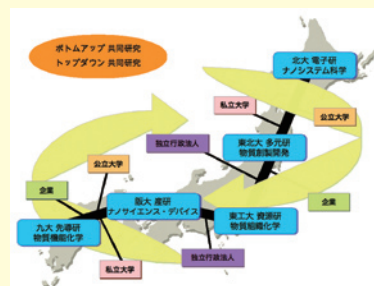 ボトムアップ 共同研究
トップダウン 共同研究
北大 電子研
ナノシステム科学
私立大学
公立大学
独立行政法人
東北大 多元研
物質創製開発
公立大学
企業
阪大 産研
ナノサイエンス・デバイス
東工大 資源研
物質組織化学
企業
九大 先導研
物質機能化学
私立大学
独立行政法人